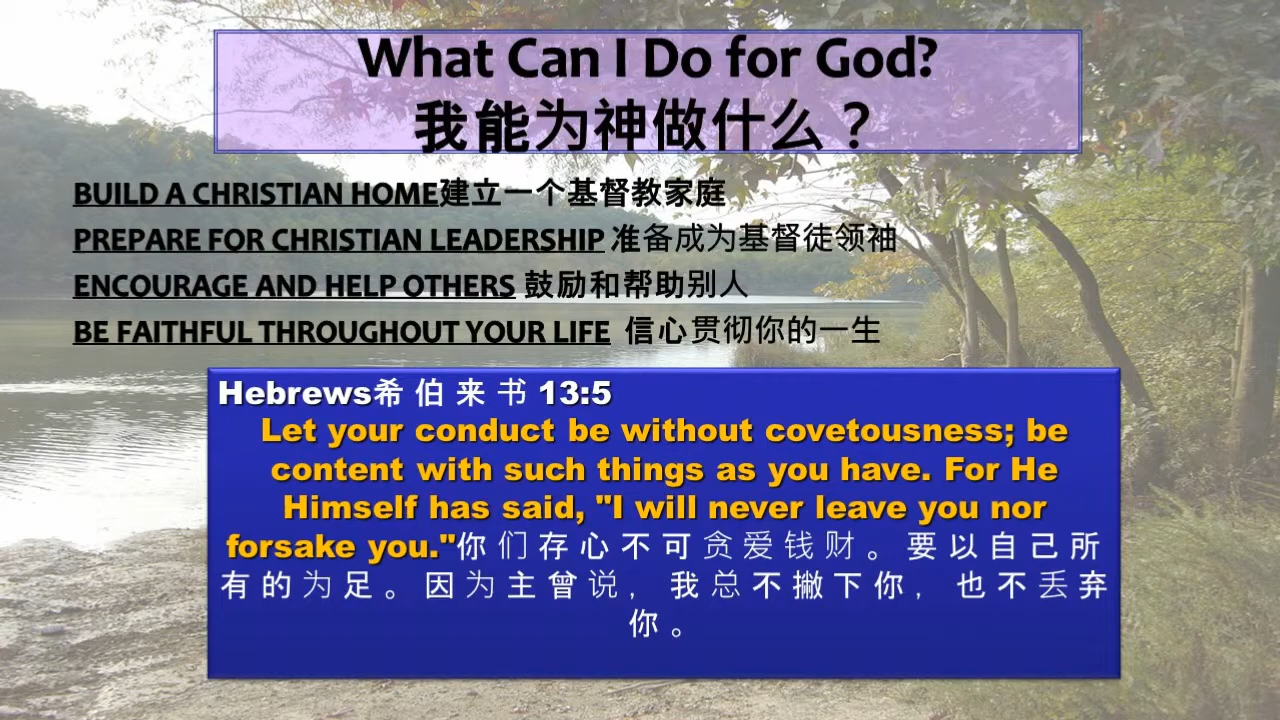 What Can I Do for God?
我能为神做什么？
BUILD A CHRISTIAN HOME建立一个基督教家庭
PREPARE FOR CHRISTIAN LEADERSHIP 准备成为基督徒领袖
ENCOURAGE AND HELP OTHERS 鼓励和帮助别人
BE FAITHFUL THROUGHOUT YOUR LIFE 信心贯彻你的一生
Hebrews希 伯 来 书 13:5
Let your conduct be without covetousness; be
content with such things as you have. For He
Himself has said, "I will never leave you nor
forsake you."你 们 存 心 不 可 贪 爱 钱 财 。 要 以 自 己 所
有 的 为 足 。 因 为 主 曾 说 ， 我 总 不 撇 下 你 ， 也 不 丢 弃
你 。